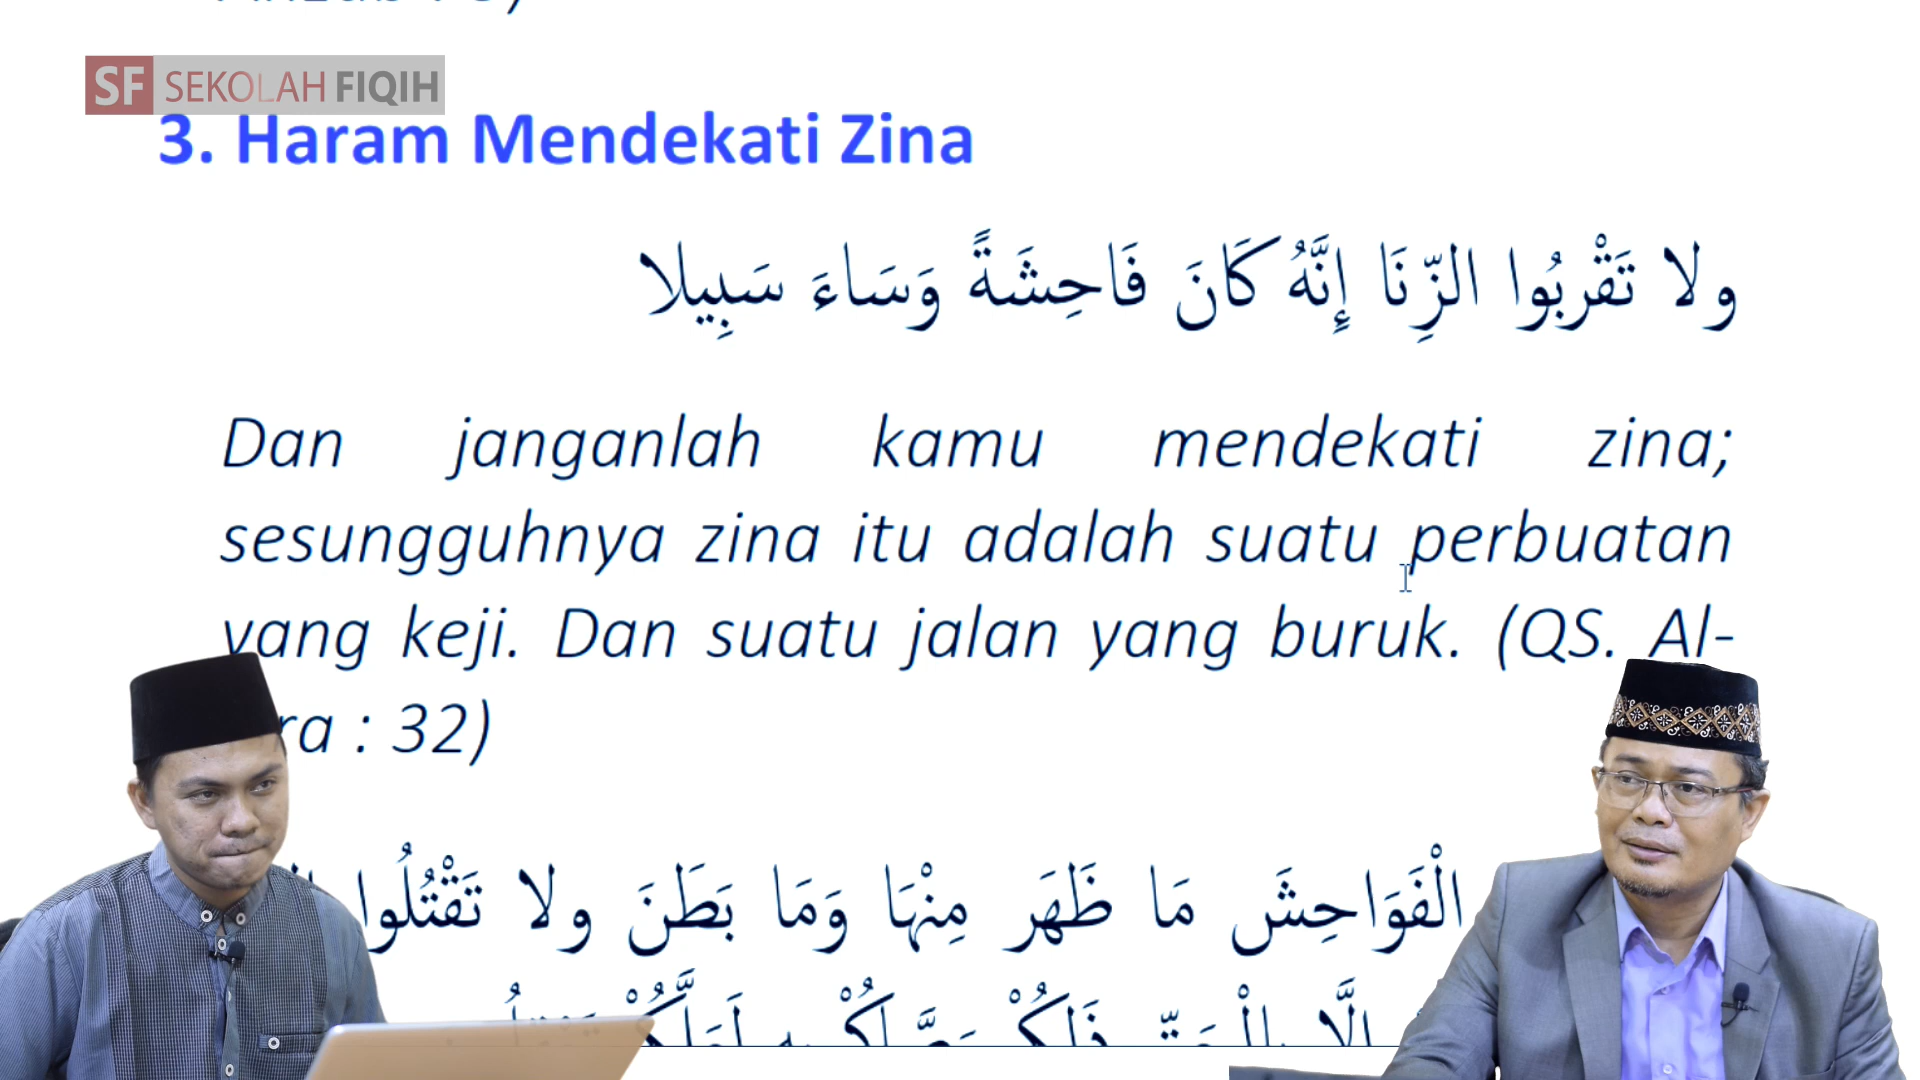 SF SEKOLAH FIQIH
3. Haram Mendekati Zina
ولا تَقْرَبُوا الزِّنَا إِنَّهُ كَانَ فَاحِشَةً وَسَاءَ سَبِيلا
Dan janganlah kamu mendekati zina;
sesungguhnya zina itu adalah suatu perbuatan
yang keji. Dan suatu jalan yang buruk. (QS. Al-
ra : 32)
الْفَوَاحِشَ مَا ظَهَر مِنْهَا وَمَا بَطَنَ ولا تَقْتُلُوا